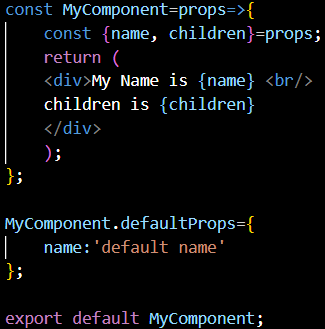 const MyComponent=props=>{
    const {name, children}=props;
    return (
    <div>My Name is {name} <br/>
    children is {children}
    </div>
    );
};

MyComponent.defaultProps={
    name:'default name'
};

export default MyComponent;